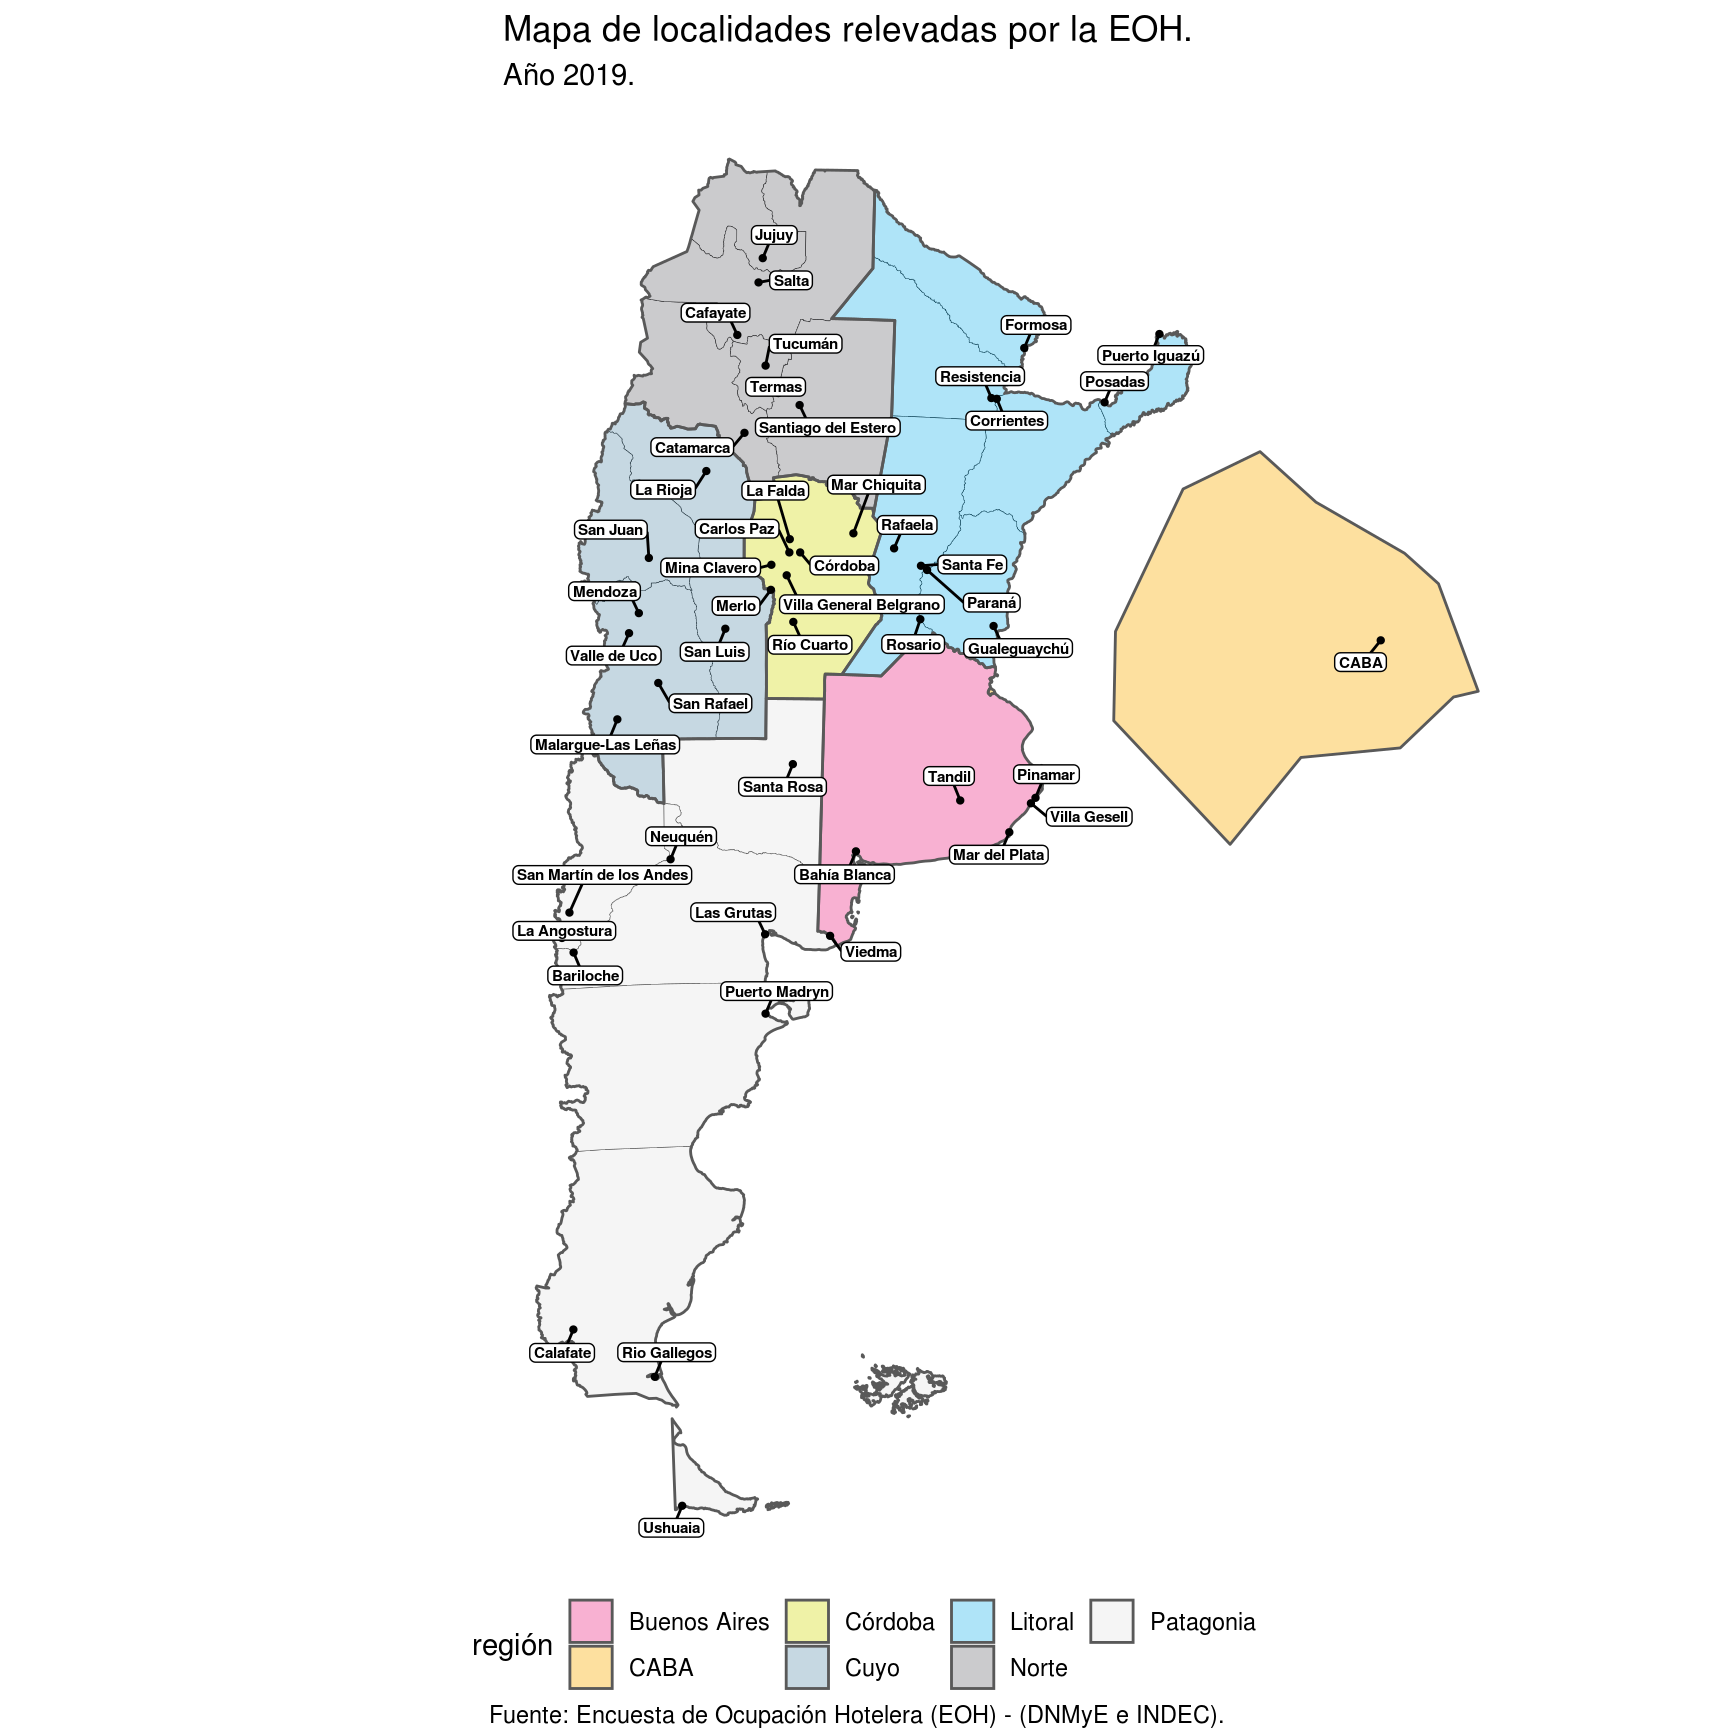 Mapa de localidades relevadas por la EOH.
Año 2019.
Jujuy
Salta
Cafayate
Formosa
Tucumán
Puerto Iguazú
Resistencia
Posadas
Termas
Corrientes
Santiago del Estero
Catamarca
La Rioja
La Falda
Mar Chiquita
San Juan
Carlos Paz
Rafaela
Mina Clavero
Córdoba
Santa Fe
Mendoza
Merlo
Villa General Belgrano
Paraná
Valle de Uco
San Luis
Río Cuarto
Rosario
Gualeguaychú
CABA
San Rafael
Malargue-Las Leñas
Santa Rosa
Tandil
Pinamar
Villa Gesell
Neuquén
Mar del Plata
San Martín de los Andes
Bahía Blanca
Las Grutas
La Angostura
Viedma
Bariloche
Puerto Madryn
Calafate
Rio Gallegos
Ushuaia
región
Buenos Aires
Córdoba
Litoral
Patagonia
CABA
Cuyo
Norte
Fuente: Encuesta de Ocupación Hotelera (EOH) - (DNMyE e INDEC).